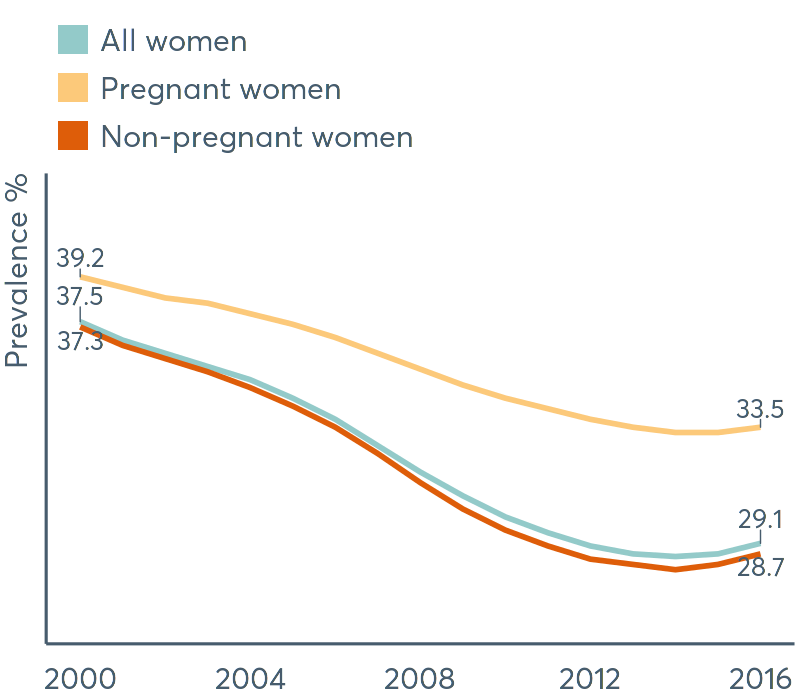 All women
Pregnant women
Non-pregnant women
Prevalence %
39.2
37.5
37.3
33.5
29.1
28.7
2000 2004 2008 2012 2016